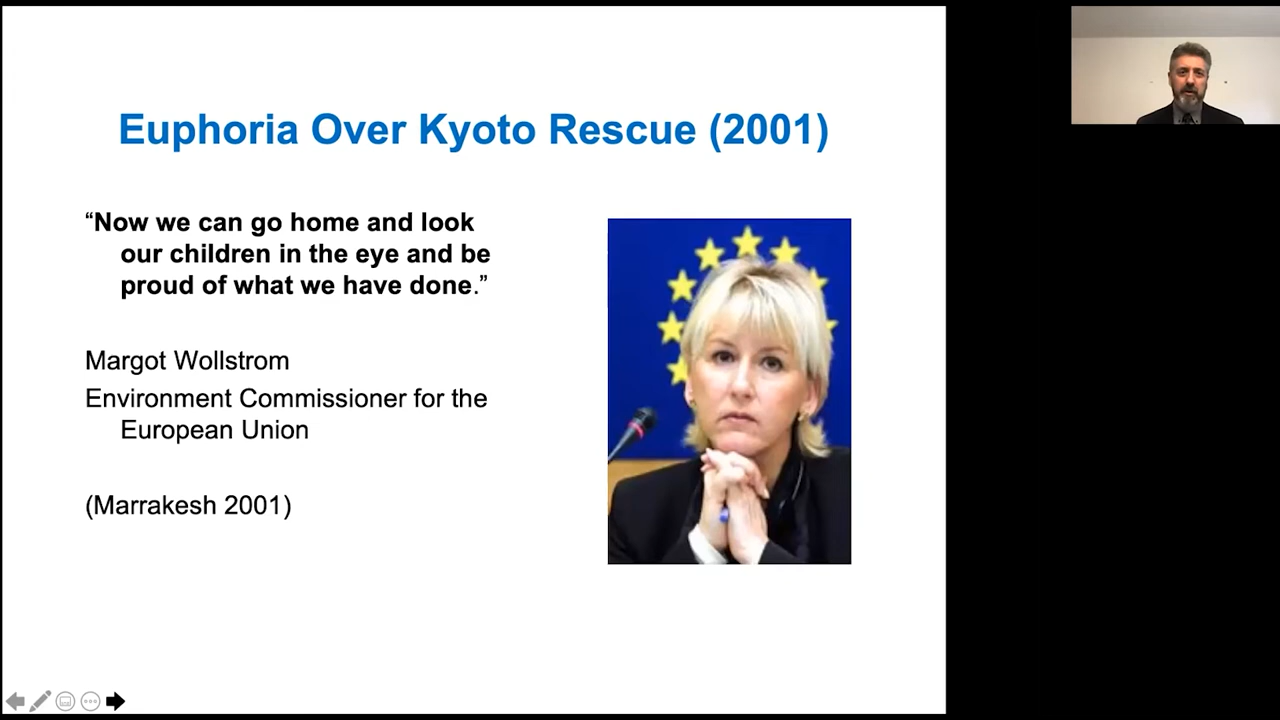 Euphoria Over Kyoto Rescue (2001)
“Now we can go home and look
our children in the eye and be
proud of what we have done.”
Margot Wollstrom
Environment Commissioner for the
European Union
(Marrakesh 2001)